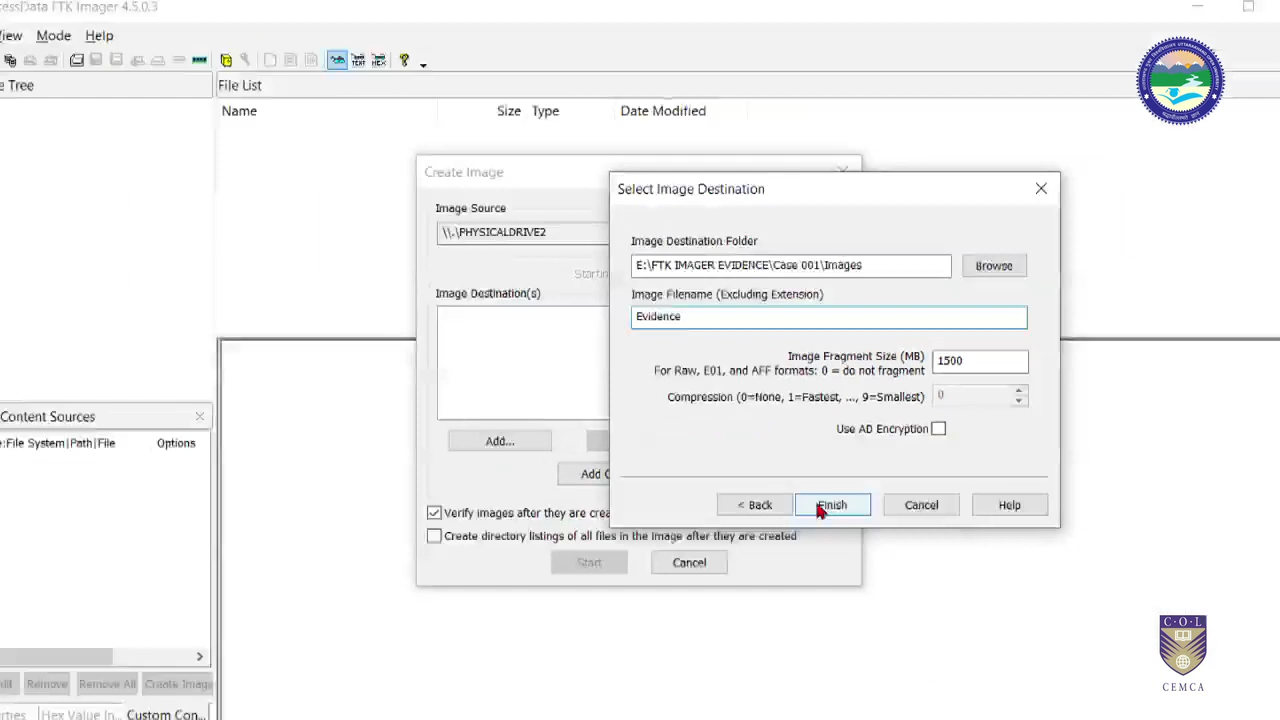 essData FTK Imager 4.5.0.3
View Mode Help
e Tree
File List
Name Size Type Date Modified
Create Image
Image Source
\\.\PHYSICALDRIVE2
Image Destination(s)
Add...
Add
Verify images after they are
Create directory listings of all files in the image after they are created
Start Cancel
Select Image Destination
Image Destination Folder
E:\FTK IMAGER EVIDENCE\Case 001\Images Browse
Image Filename (Excluding Extension)
Evidence
Image Fragment Size (MB) 1500
For Raw, E01, and AFF formats: 0 = do not fragment
Compression (0=None, 1=Fastest, ..., 9=Smallest) 0
Use AD Encryption
< Back Finish Cancel Help
Content Sources
:File System|Path|File Options
Remove Remove All Create Image
rties Hex Value In... Custom Con...
C·O·L
CEMCA